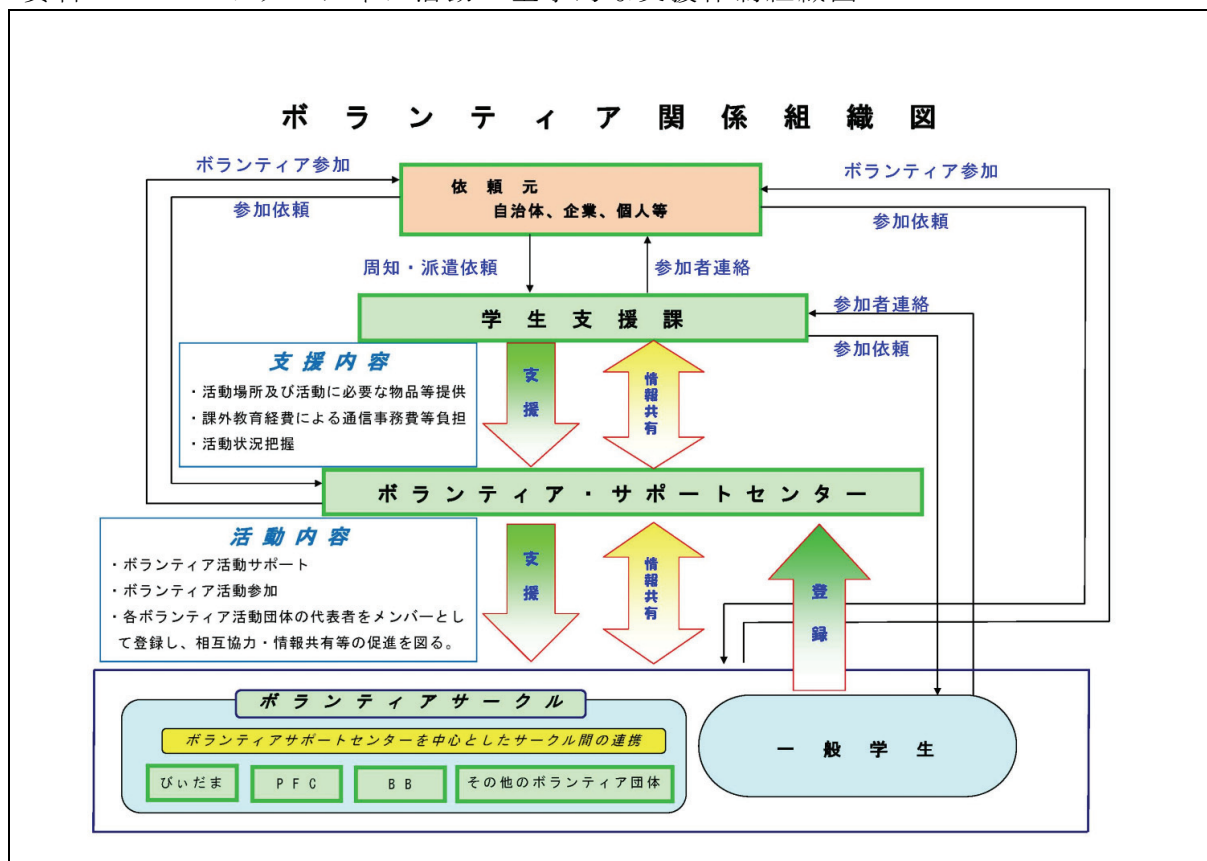 ボランティア関係組織図
ボランティア参加
参加依頼
依頼元
自治体、企業、個人等
ボランティア参加
参加依頼
周知・派遣依頼
参加者連絡
学生支援課
参加者連絡
参加依頼
支援内容
・活動場所及び活動に必要な物品等提供
・課外教育経費による通信事務費等負担
・活動状況把握
支援
情報共有
ボランティア・サポートセンター
活動内容
・ボランティア活動サポート
・ボランティア活動参加
・各ボランティア活動団体の代表者をメンバーとし
て登録し、相互協力・情報共有等の促進を図る。
支援
情報共有
登録
ボランティアサークル
ボランティアサポートセンターを中心としたサークル間の連携
びぃだま
PFC
BB
その他のボランティア団体
一般学生